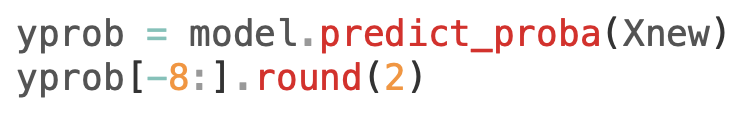 yprob = model.predict_proba(Xnew)
yprob[-8:].round(2)